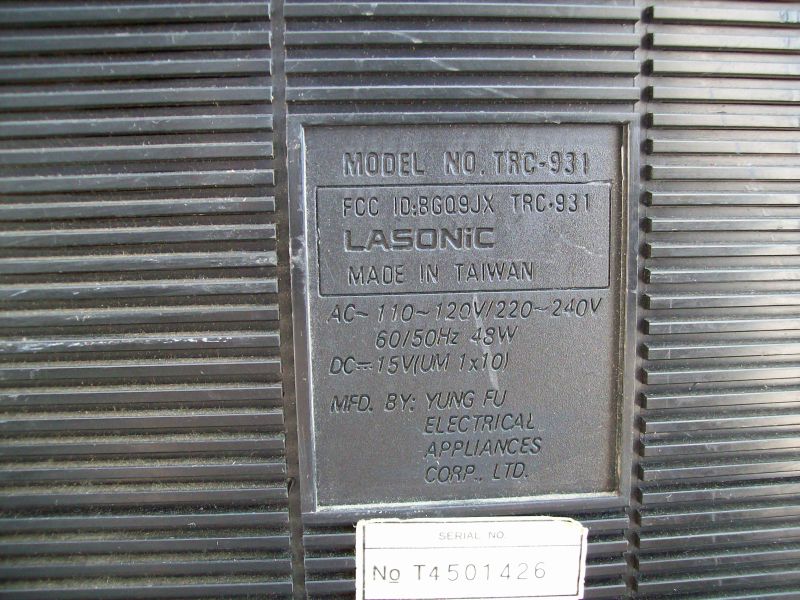 MODEL NO. TRC-931
FCC ID:BGQ9JX TRC-931
LASONiC
MADE IN TAIWAN
AC~110~120V/220~240V
60/50Hz 48W
DC⎓15V(UM 1x10)
MFD. BY: YUNG FU
ELECTRICAL
APPLIANCES
CORP., LTD.
SERIAL NO.
No T4501426